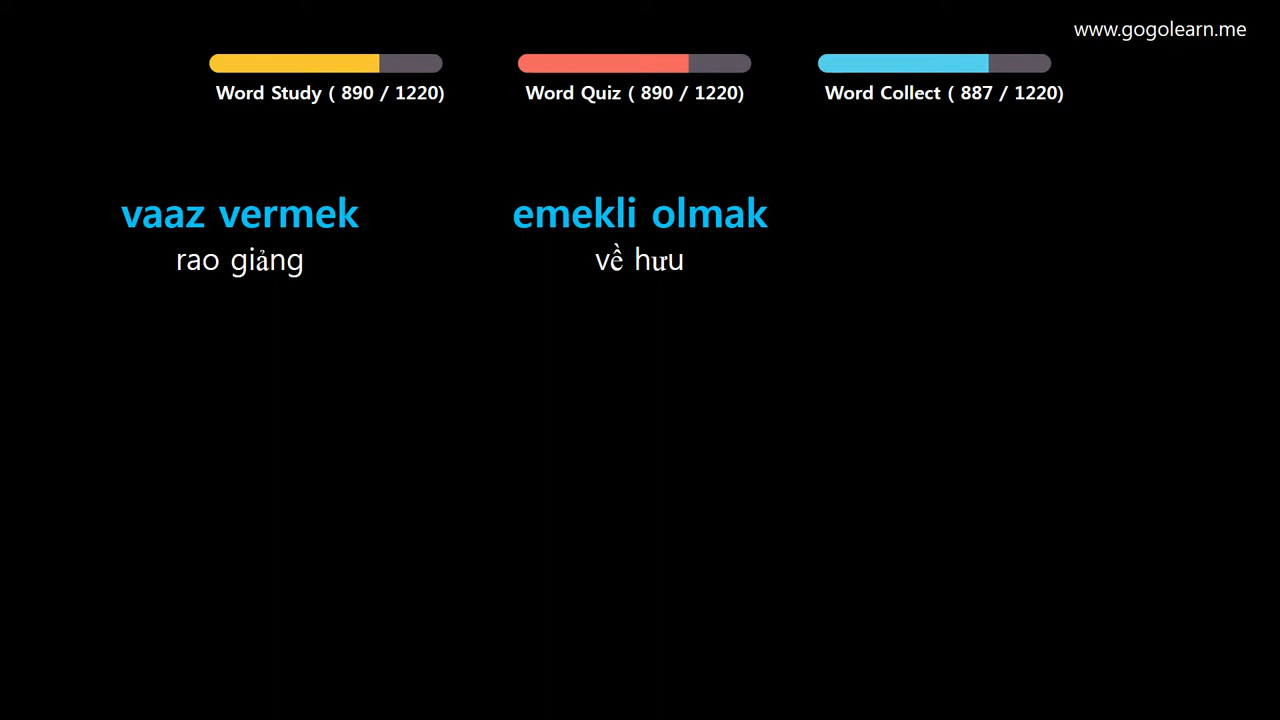 www.gogolearn.me
Word Study ( 890 / 1220)
Word Quiz ( 890 / 1220)
Word Collect ( 887 / 1220)
vaaz vermek
rao giảng
emekli olmak
về hưu